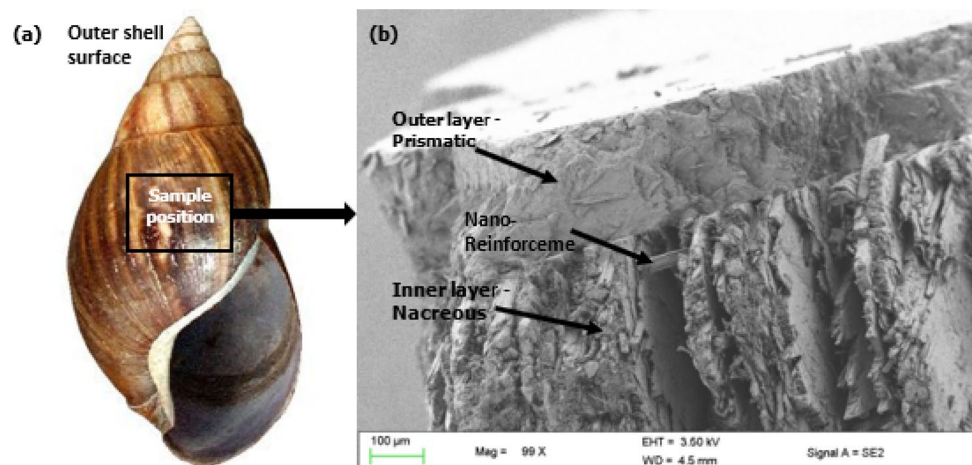 (a)
Outer shell
surface
Sample
position
(b)
Outer layer -
Prismatic
Nano-
Reinforceme
Inner layer -
Nacreous
100 µm
Mag = 99 X
EHT = 3.50 kV
WD = 4.5 mm
Signal A = SE2